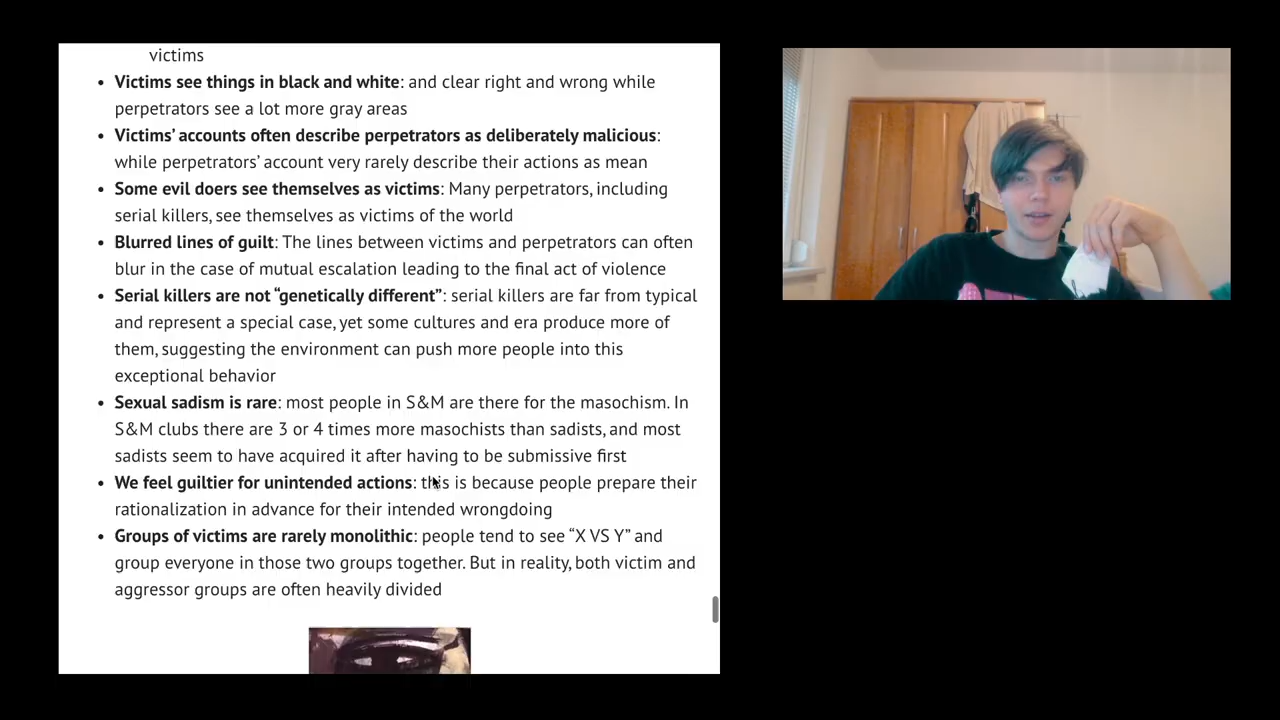 victims
• Victims see things in black and white: and clear right and wrong while
perpetrators see a lot more gray areas
• Victims’ accounts often describe perpetrators as deliberately malicious:
while perpetrators’ account very rarely describe their actions as mean
• Some evil doers see themselves as victims: Many perpetrators, including
serial killers, see themselves as victims of the world
• Blurred lines of guilt: The lines between victims and perpetrators can often
blur in the case of mutual escalation leading to the final act of violence
• Serial killers are not “genetically different”: serial killers are far from typical
and represent a special case, yet some cultures and era produce more of
them, suggesting the environment can push more people into this
exceptional behavior
• Sexual sadism is rare: most people in S&M are there for the masochism. In
S&M clubs there are 3 or 4 times more masochists than sadists, and most
sadists seem to have acquired it after having to be submissive first
• We feel guiltier for unintended actions: this is because people prepare their
rationalization in advance for their intended wrongdoing
• Groups of victims are rarely monolithic: people tend to see “X VS Y” and
group everyone in those two groups together. But in reality, both victim and
aggressor groups are often heavily divided